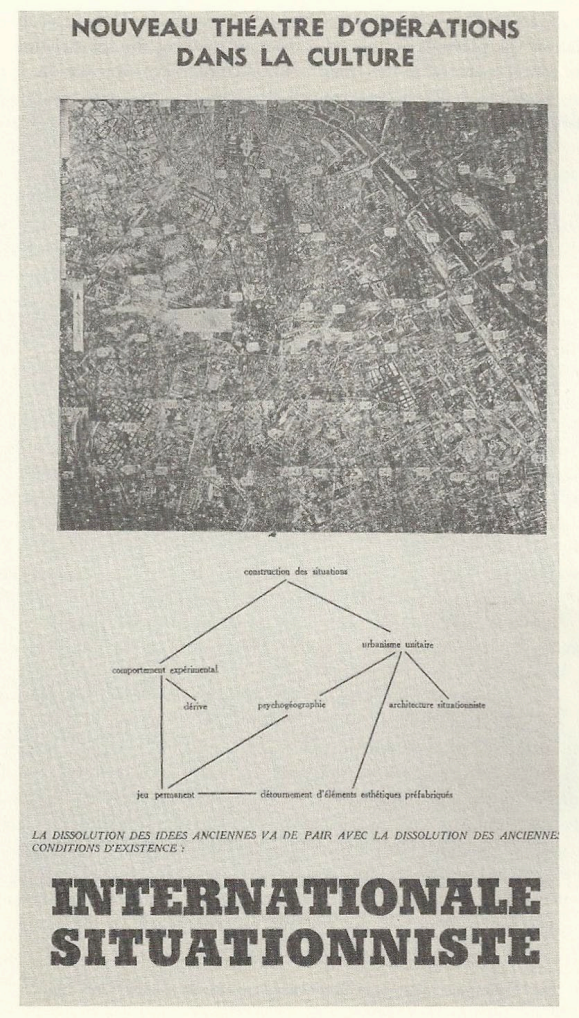 NOUVEAU THÉATRE D'OPÉRATIONS
DANS LA CULTURE
construction des situations
urbanisme unitaire
comportement expérimental
dérive
psychogéographie
architecture situationniste
jeu permanent
détournement d'éléments esthétiques préfabriqués
LA DISSOLUTION DES IDEES ANCIENNES VA DE PAIR AVEC LA DISSOLUTION DES ANCIENNES
CONDITIONS D'EXISTENCE :
INTERNATIONALE
SITUATIONNISTE